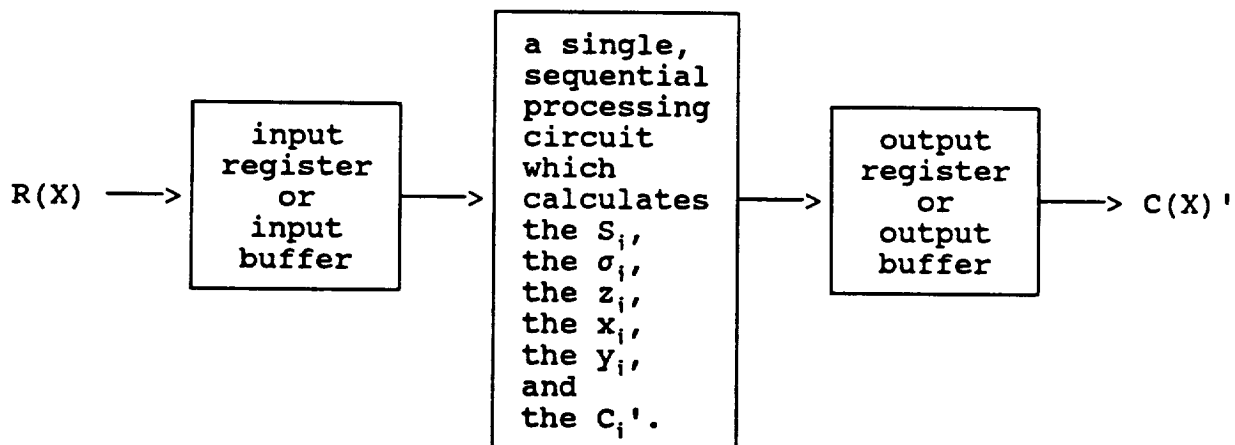 R(X)
input
register
or
input
buffer
a single,
sequential
processing
circuit
which
calculates
the Sᵢ,
the σᵢ,
the zᵢ,
the xᵢ,
the yᵢ,
and
the Cᵢ'.
output
register
or
output
buffer
C(X)'